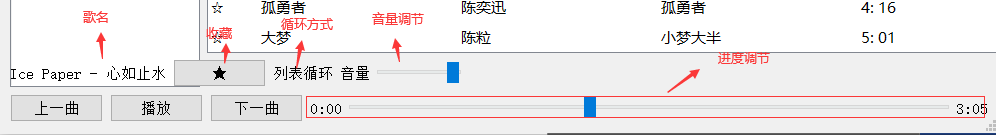 歌名
收藏
循环方式
音量调节
☆ 孤勇者 陈奕迅 孤勇者 4: 16
☆ 大梦 陈粒 小梦大半 5: 01
进度调节
Ice Paper - 心如止水 ★ 列表循环 音量
上一曲 播放 下一曲 0:00 3:05